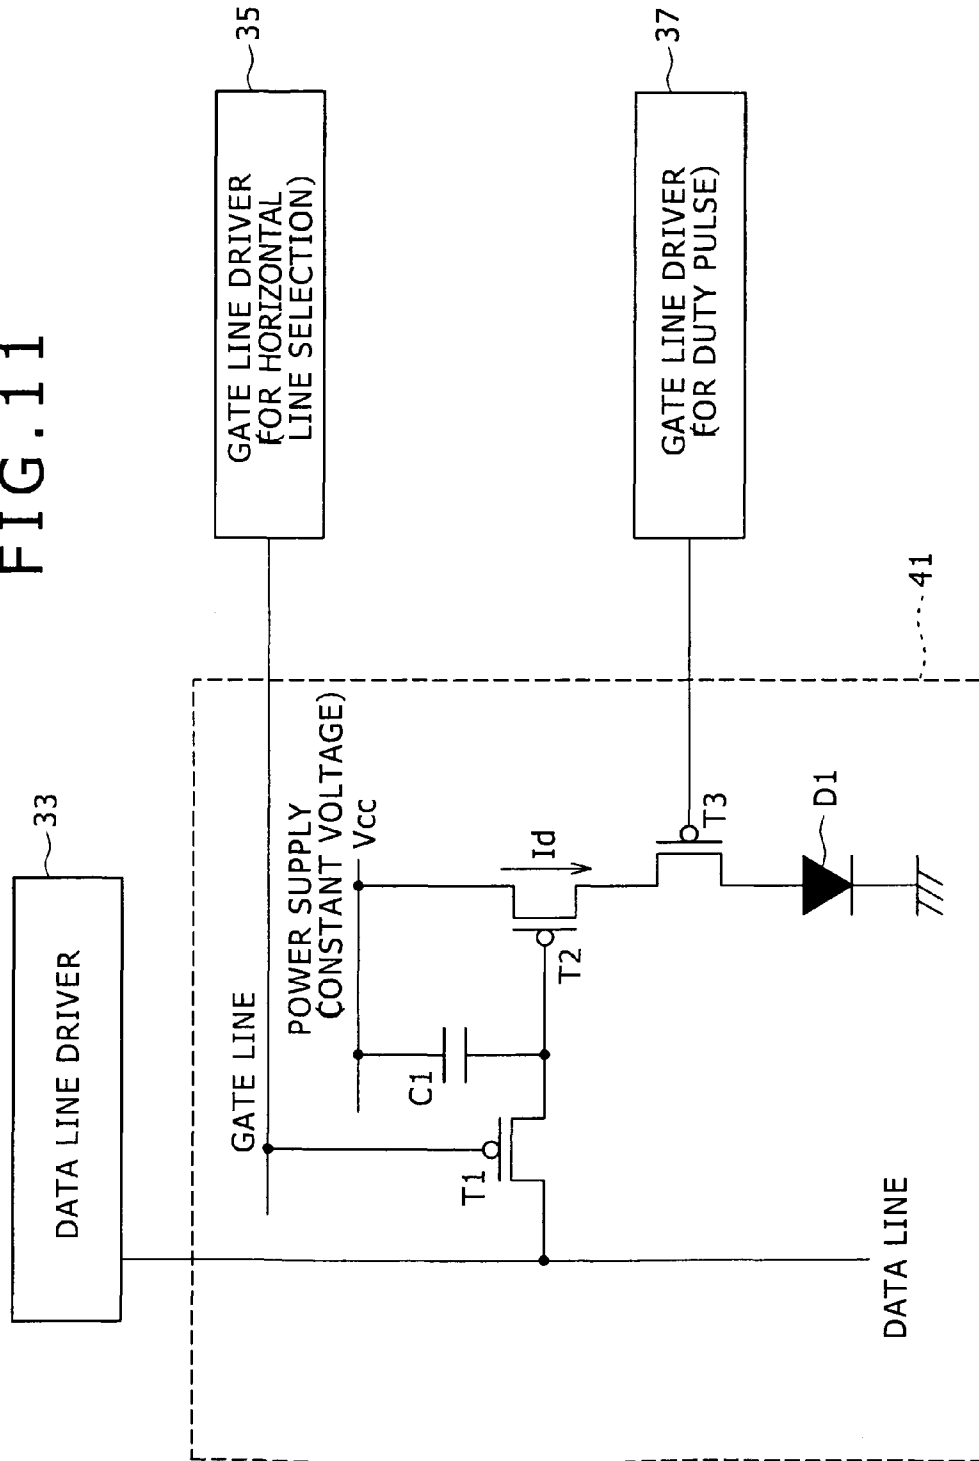 FIG.11
33
DATA LINE DRIVER
35
GATE LINE DRIVER
(FOR HORIZONTAL
LINE SELECTION)
37
GATE LINE DRIVER
(FOR DUTY PULSE)
GATE LINE
POWER SUPPLY
(CONSTANT VOLTAGE)
Vcc
C1
T1
T2
Id
T3
D1
41
DATA LINE